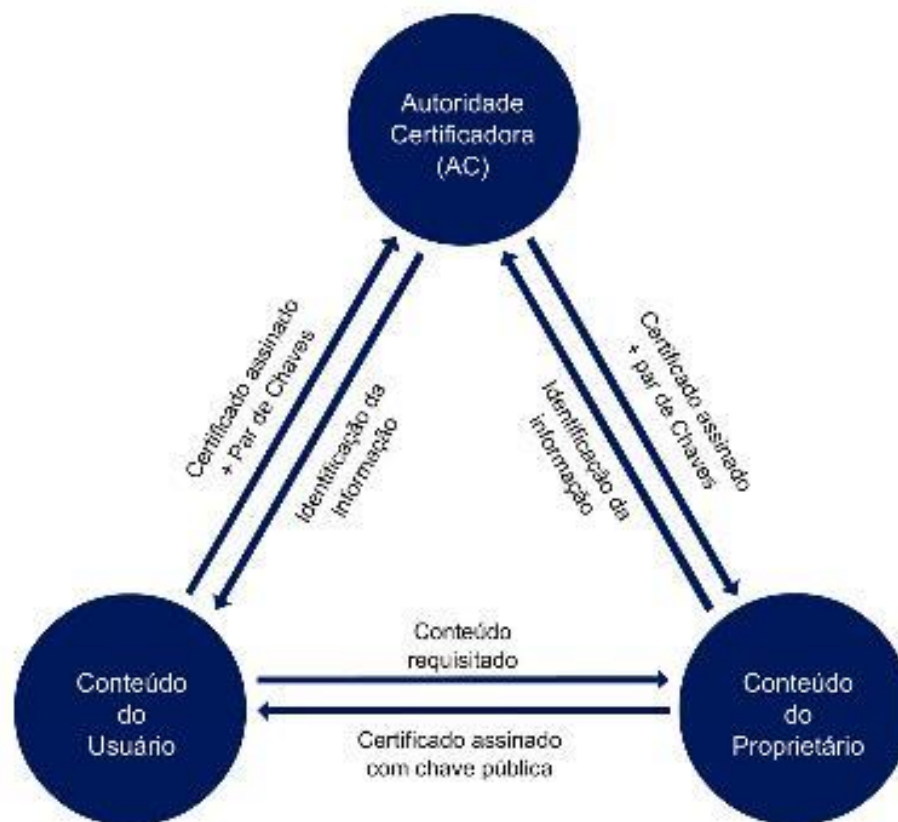 Autoridade
Certificadora
(AC)
Certificado assinado
+ Par de Chaves
Identificação da
informação
Identificação da
informação
Certificado assinado
+ par de Chaves
Conteúdo
do
Usuário
Conteúdo
requisitado
Certificado assinado
com chave pública
Conteúdo
do
Proprietário